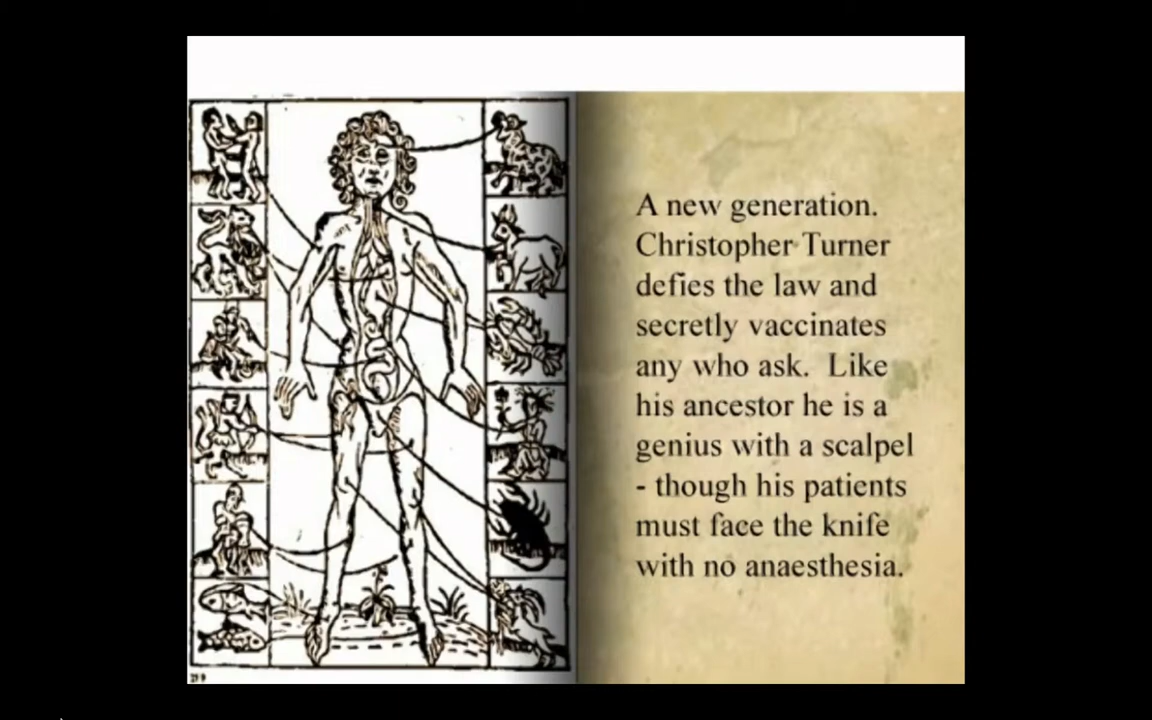 A new generation.
Christopher Turner
defies the law and
secretly vaccinates
any who ask. Like
his ancestor he is a
genius with a scalpel
- though his patients
must face the knife
with no anaesthesia.